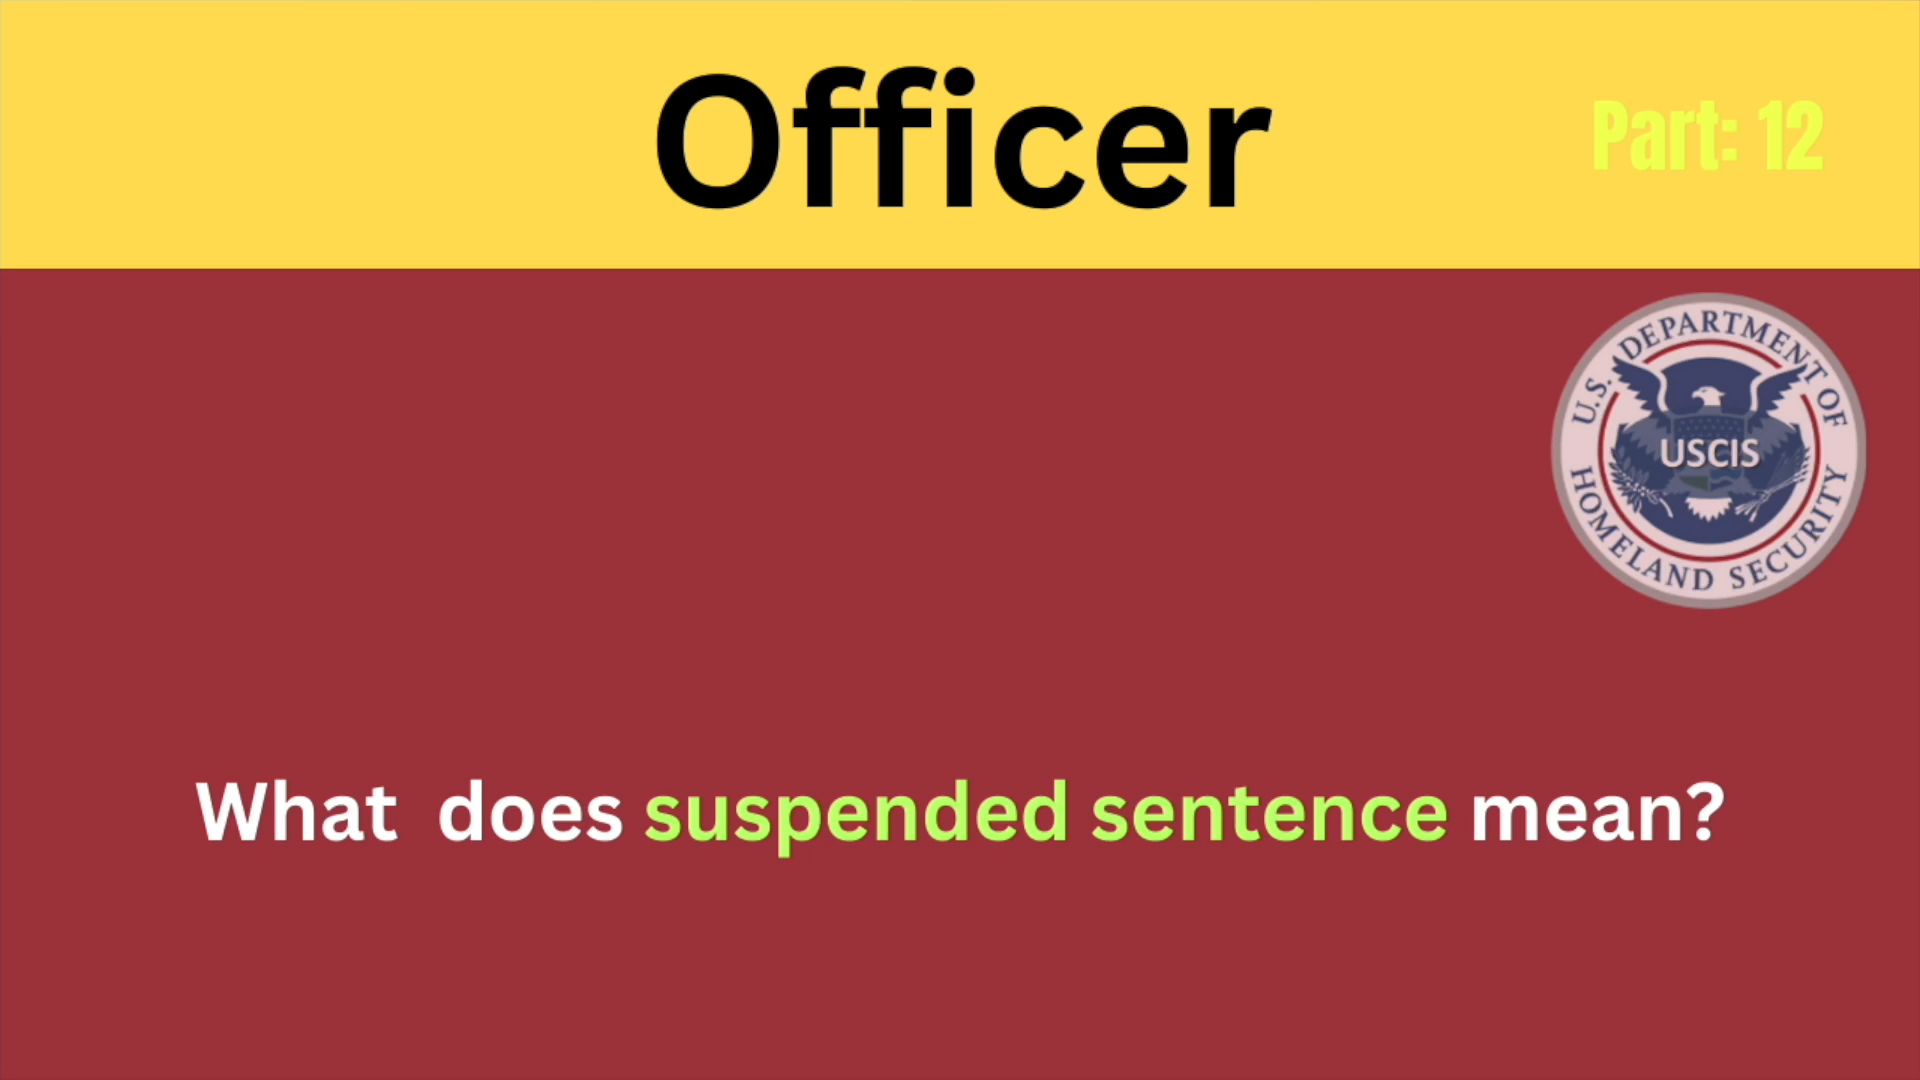 Officer
Part: 12
U.S. DEPARTMENT OF
USCIS
HOMELAND SECURITY
What does suspended sentence mean?